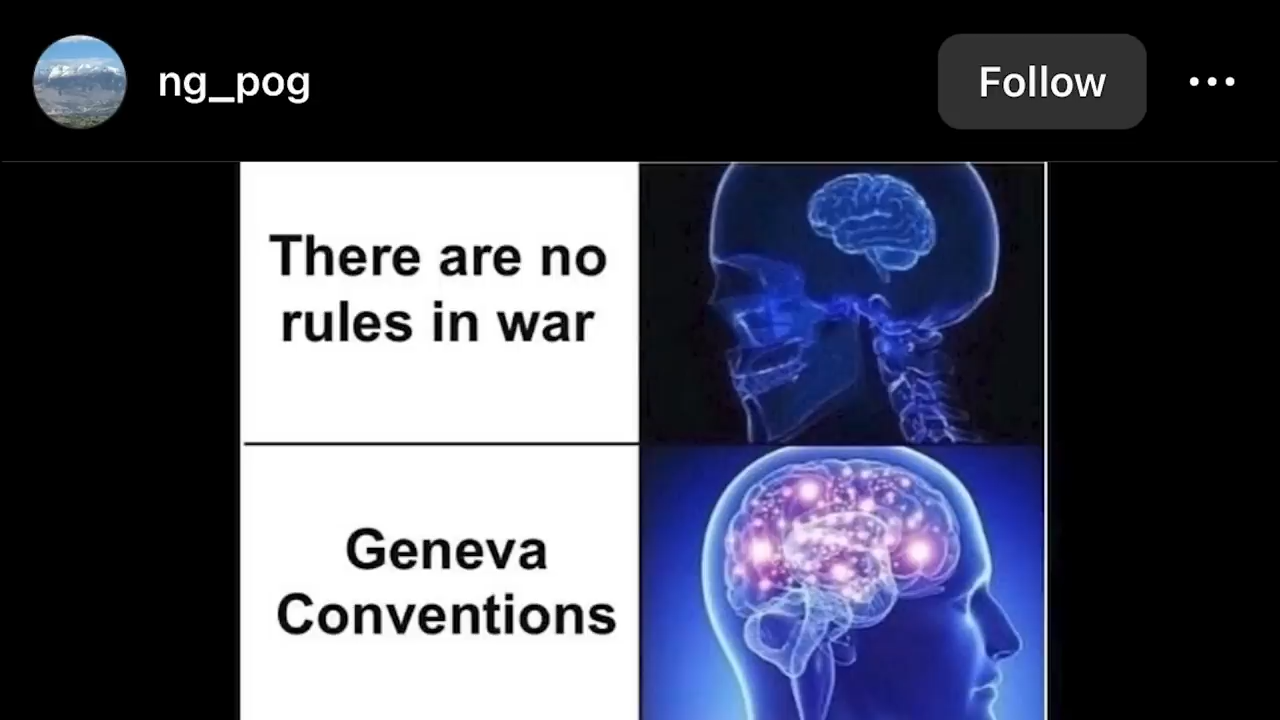 ng_pog
Follow
There are no
rules in war
Geneva
Conventions